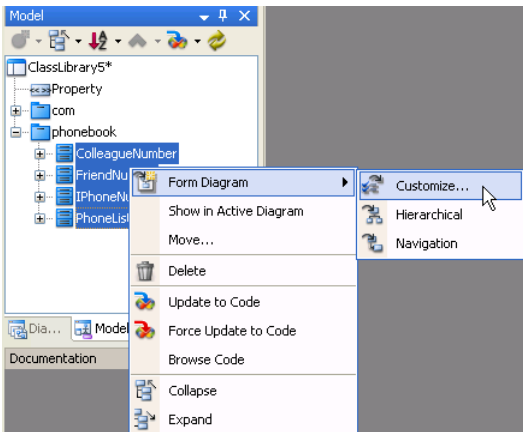 Model
ClassLibrary5*
Property
com
phonebook
ColleagueNumber
FriendNu
IPhoneNu
PhoneList
Form Diagram
Customize...
Show in Active Diagram
Hierarchical
Move...
Navigation
Delete
Update to Code
Dia...
Model
Force Update to Code
Documentation
Browse Code
Collapse
Expand